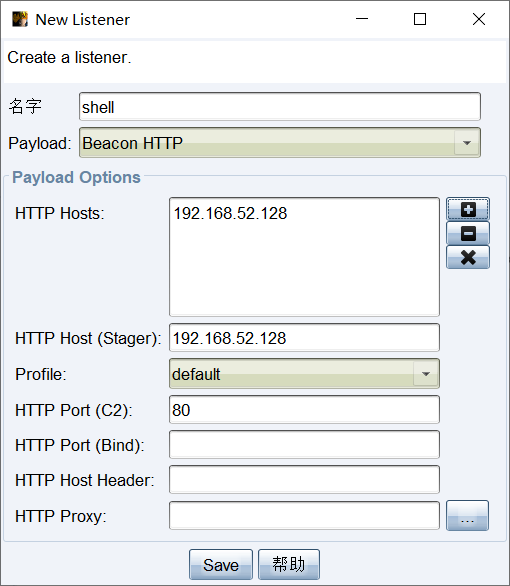 New Listener
Create a listener.
名字 shell
Payload: Beacon HTTP
Payload Options
HTTP Hosts: 192.168.52.128
HTTP Host (Stager): 192.168.52.128
Profile: default
HTTP Port (C2): 80
HTTP Port (Bind):
HTTP Host Header:
HTTP Proxy: ...
Save 帮助